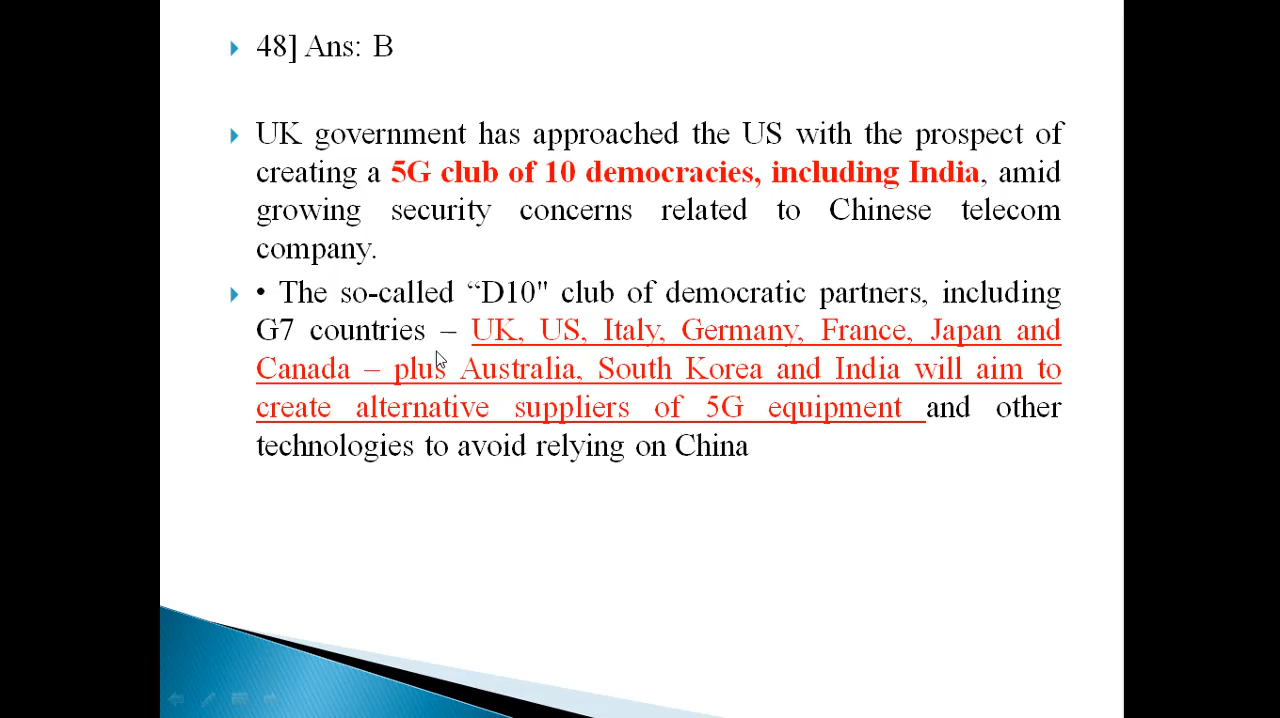 48] Ans: B
UK government has approached the US with the prospect of
creating a 5G club of 10 democracies, including India, amid
growing security concerns related to Chinese telecom
company.
• The so-called “D10" club of democratic partners, including
G7 countries – UK, US, Italy, Germany, France, Japan and
Canada – plus Australia, South Korea and India will aim to
create alternative suppliers of 5G equipment and other
technologies to avoid relying on China